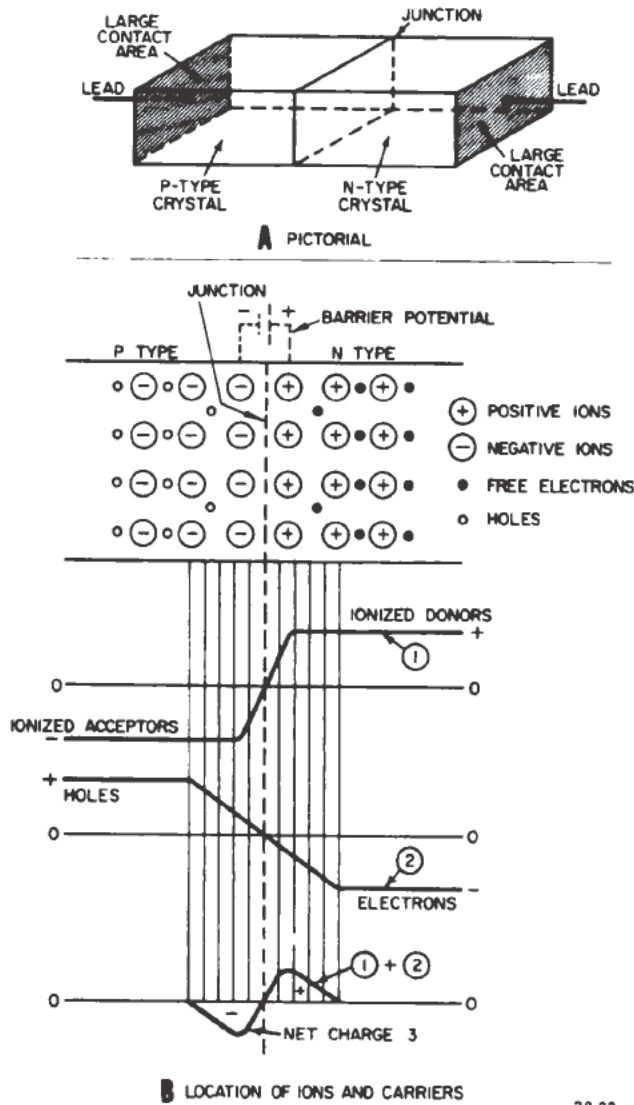 LARGE
CONTACT
AREA
JUNCTION
LEAD
LEAD
P-TYPE
CRYSTAL
N-TYPE
CRYSTAL
LARGE
CONTACT
AREA
A PICTORIAL
JUNCTION
- +
BARRIER POTENTIAL
P TYPE
N TYPE
+ POSITIVE IONS
- NEGATIVE IONS
FREE ELECTRONS
HOLES
IONIZED DONORS
+
1
0 0
IONIZED ACCEPTORS
-
+
HOLES
0 0
2
-
ELECTRONS
1 + 2
0 0
- +
NET CHARGE 3
B LOCATION OF IONS AND CARRIERS